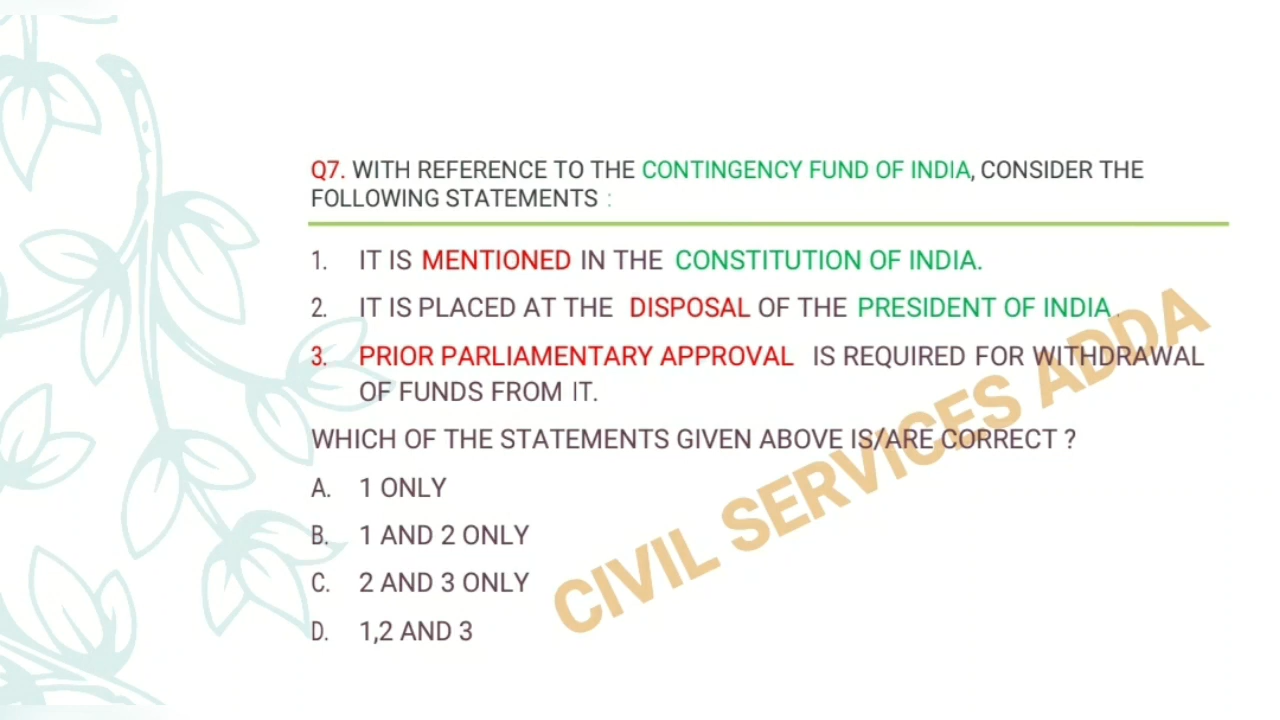 Q7. WITH REFERENCE TO THE CONTINGENCY FUND OF INDIA, CONSIDER THE
FOLLOWING STATEMENTS :
1. IT IS MENTIONED IN THE CONSTITUTION OF INDIA.
2. IT IS PLACED AT THE DISPOSAL OF THE PRESIDENT OF INDIA.
3. PRIOR PARLIAMENTARY APPROVAL IS REQUIRED FOR WITHDRAWAL
OF FUNDS FROM IT.
WHICH OF THE STATEMENTS GIVEN ABOVE IS/ARE CORRECT ?
A. 1 ONLY
B. 1 AND 2 ONLY
C. 2 AND 3 ONLY
D. 1,2 AND 3
CIVIL SERVICES ADDA